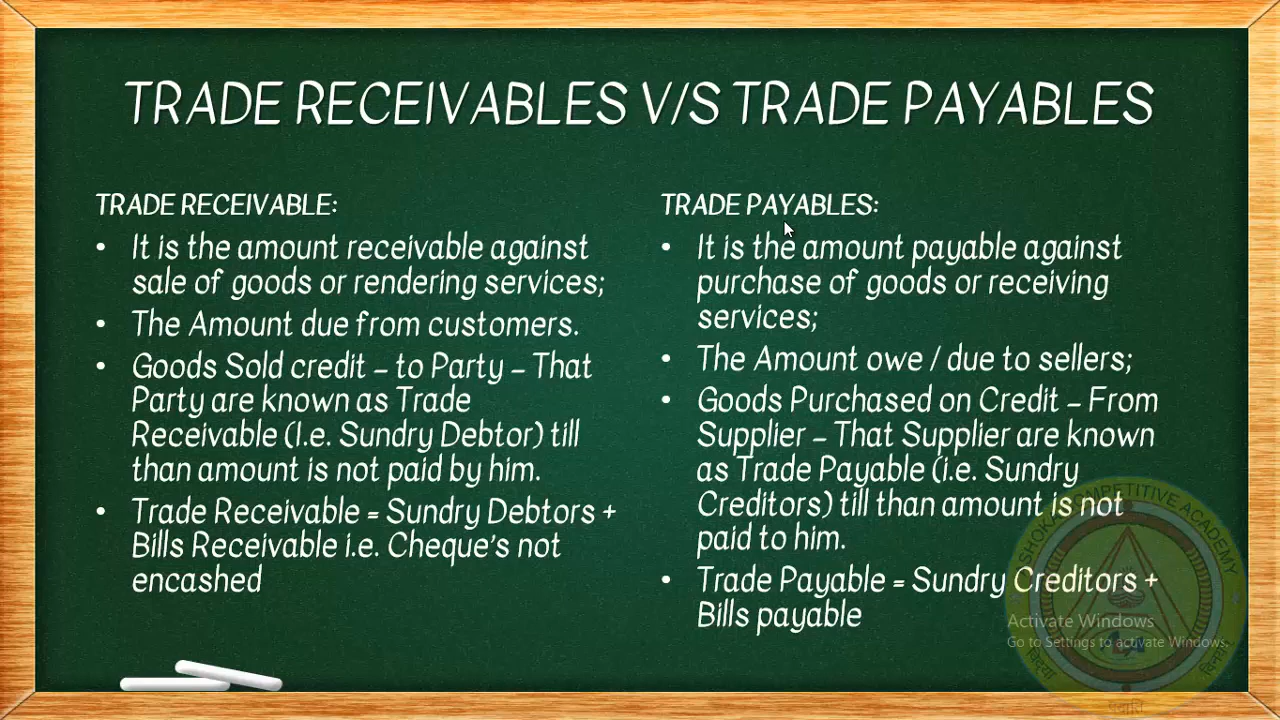 TRADE RECEIVABLES V/S TRADE PAYABLES
TRADE RECEIVABLE:
• It is the amount receivable against
sale of goods or rendering services;
• The Amount due from customers.
• Goods Sold credit – to Party – That
Party are known as Trade
Receivable (I.e. Sundry Debtor) till
than amount is not paid by him.
• Trade Receivable = Sundry Debtors +
Bills Receivable i.e. Cheque's not
encashed
TRADE PAYABLES:
• It is the amount payable against
purchase of goods or receiving
services;
• The Amount owe / due to sellers;
• Goods Purchased on Credit – From
Supplier – That Supplier are known
as Trade Payable (i.e. Sundry
Creditors) till than amount is not
paid to him.
• Trade Payable = Sundry Creditors +
Bills payable
ASHOKA COMPETITIVE ACADEMY
Activate Windows
Go to Settings to activate Windows.